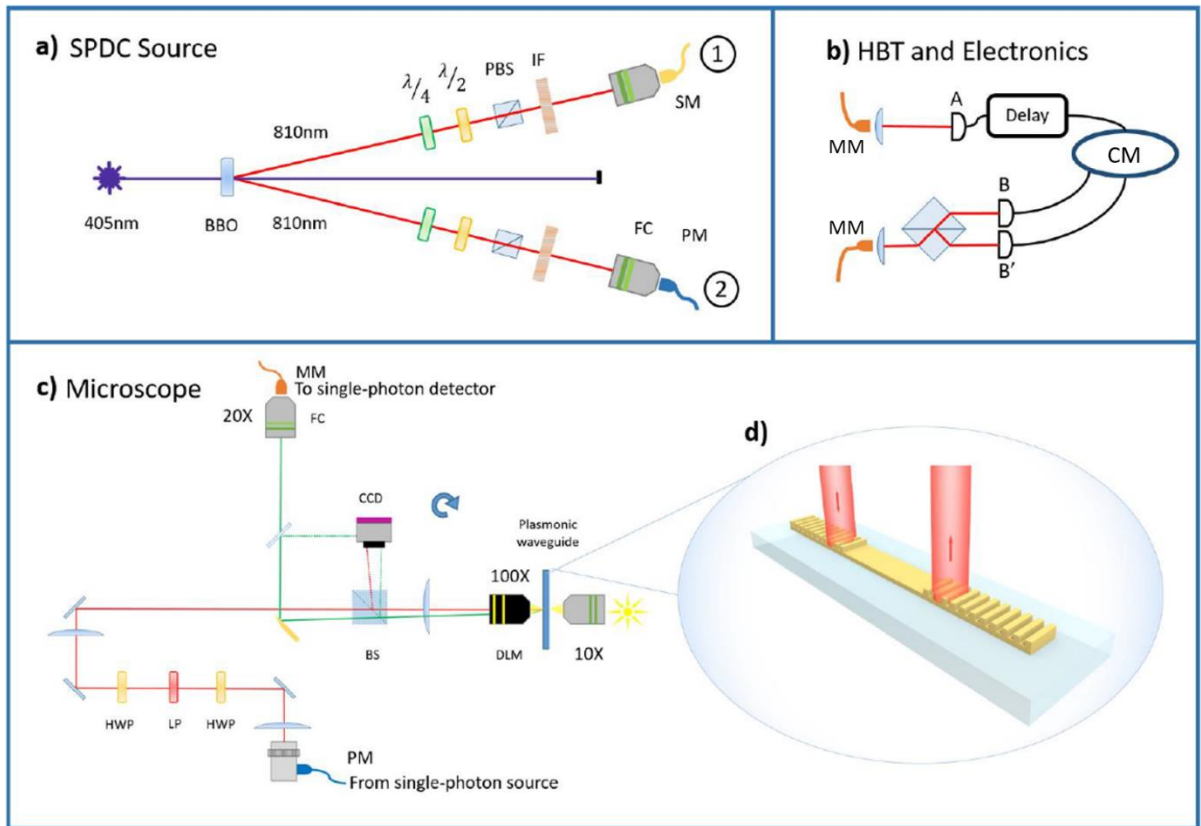 a) SPDC Source
λ/4
λ/2
PBS
IF
1
SM
810nm
405nm
BBO
810nm
FC
PM
2
b) HBT and Electronics
A
Delay
MM
CM
B
MM
B′
c) Microscope
MM
To single-photon detector
20X
FC
CCD
Plasmonic
waveguide
100X
BS
DLM
10X
HWP
LP
HWP
PM
From single-photon source
d)